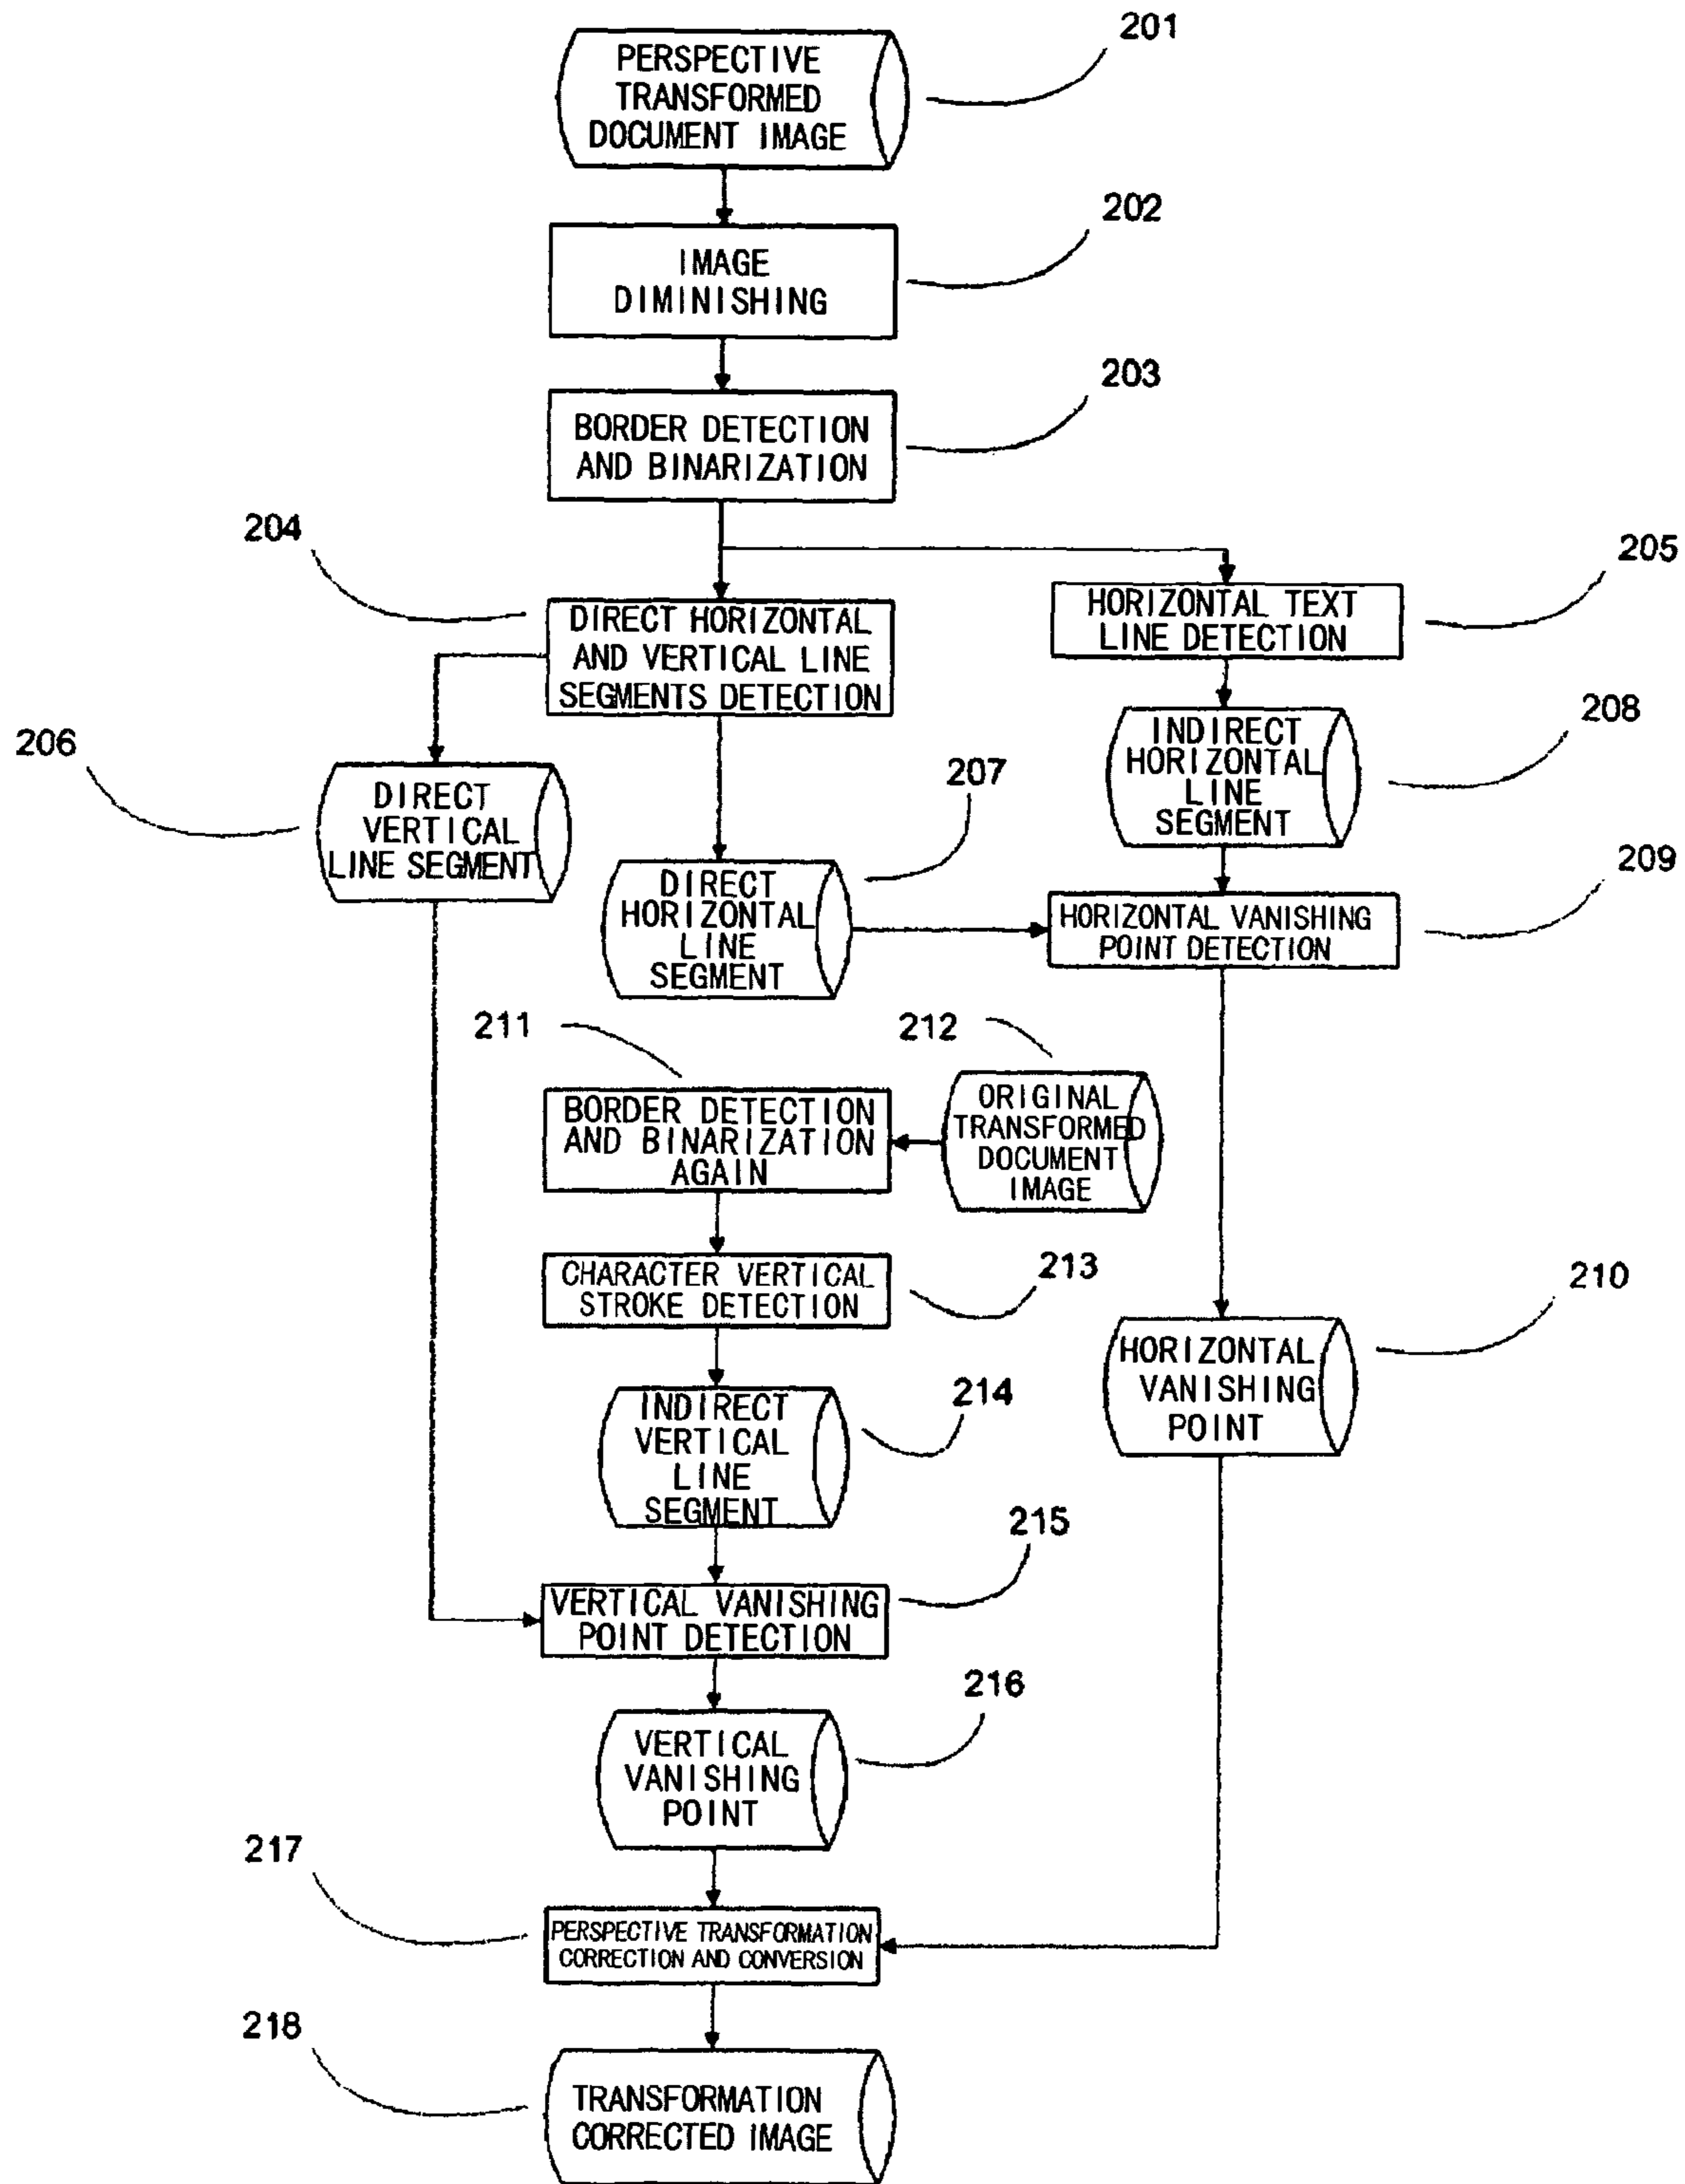 201
PERSPECTIVE
TRANSFORMED
DOCUMENT IMAGE
202
IMAGE
DIMINISHING
203
BORDER DETECTION
AND BINARIZATION
204
DIRECT HORIZONTAL
AND VERTICAL LINE
SEGMENTS DETECTION
205
HORIZONTAL TEXT
LINE DETECTION
206
DIRECT
VERTICAL
LINE SEGMENT
207
DIRECT
HORIZONTAL
LINE
SEGMENT
208
INDIRECT
HORIZONTAL
LINE
SEGMENT
209
HORIZONTAL VANISHING
POINT DETECTION
211
BORDER DETECTION
AND BINARIZATION
AGAIN
212
ORIGINAL
TRANSFORMED
DOCUMENT
IMAGE
213
CHARACTER VERTICAL
STROKE DETECTION
210
HORIZONTAL
VANISHING
POINT
214
INDIRECT
VERTICAL
LINE
SEGMENT
215
VERTICAL VANISHING
POINT DETECTION
216
VERTICAL
VANISHING
POINT
217
PERSPECTIVE TRANSFORMATION
CORRECTION AND CONVERSION
218
TRANSFORMATION
CORRECTED IMAGE